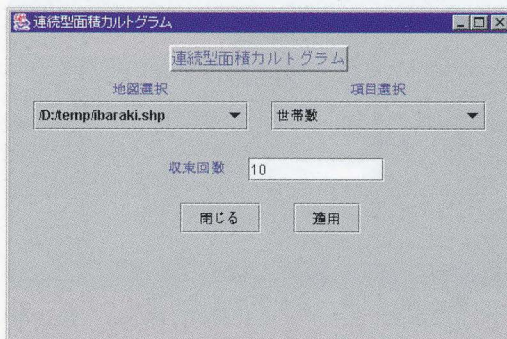 連続型面積カルトグラム
連続型面積カルトグラム
地図選択 項目選択
/D:/temp/ibaraki.shp 世帯数
収束回数 10
閉じる 適用